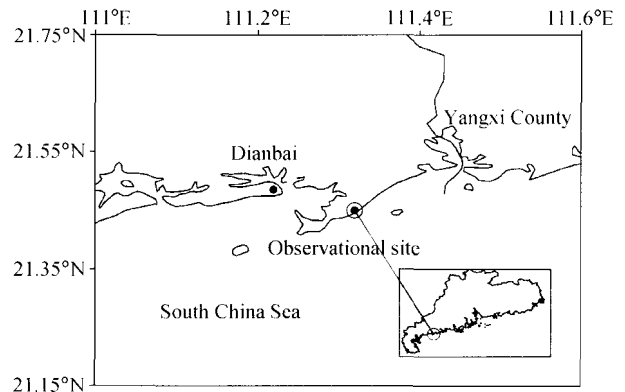 111°E 111.2°E 111.4°E 111.6°E
21.75°N
Yangxi County
21.55°N
Dianbai
Observational site
21.35°N
South China Sea
21.15°N